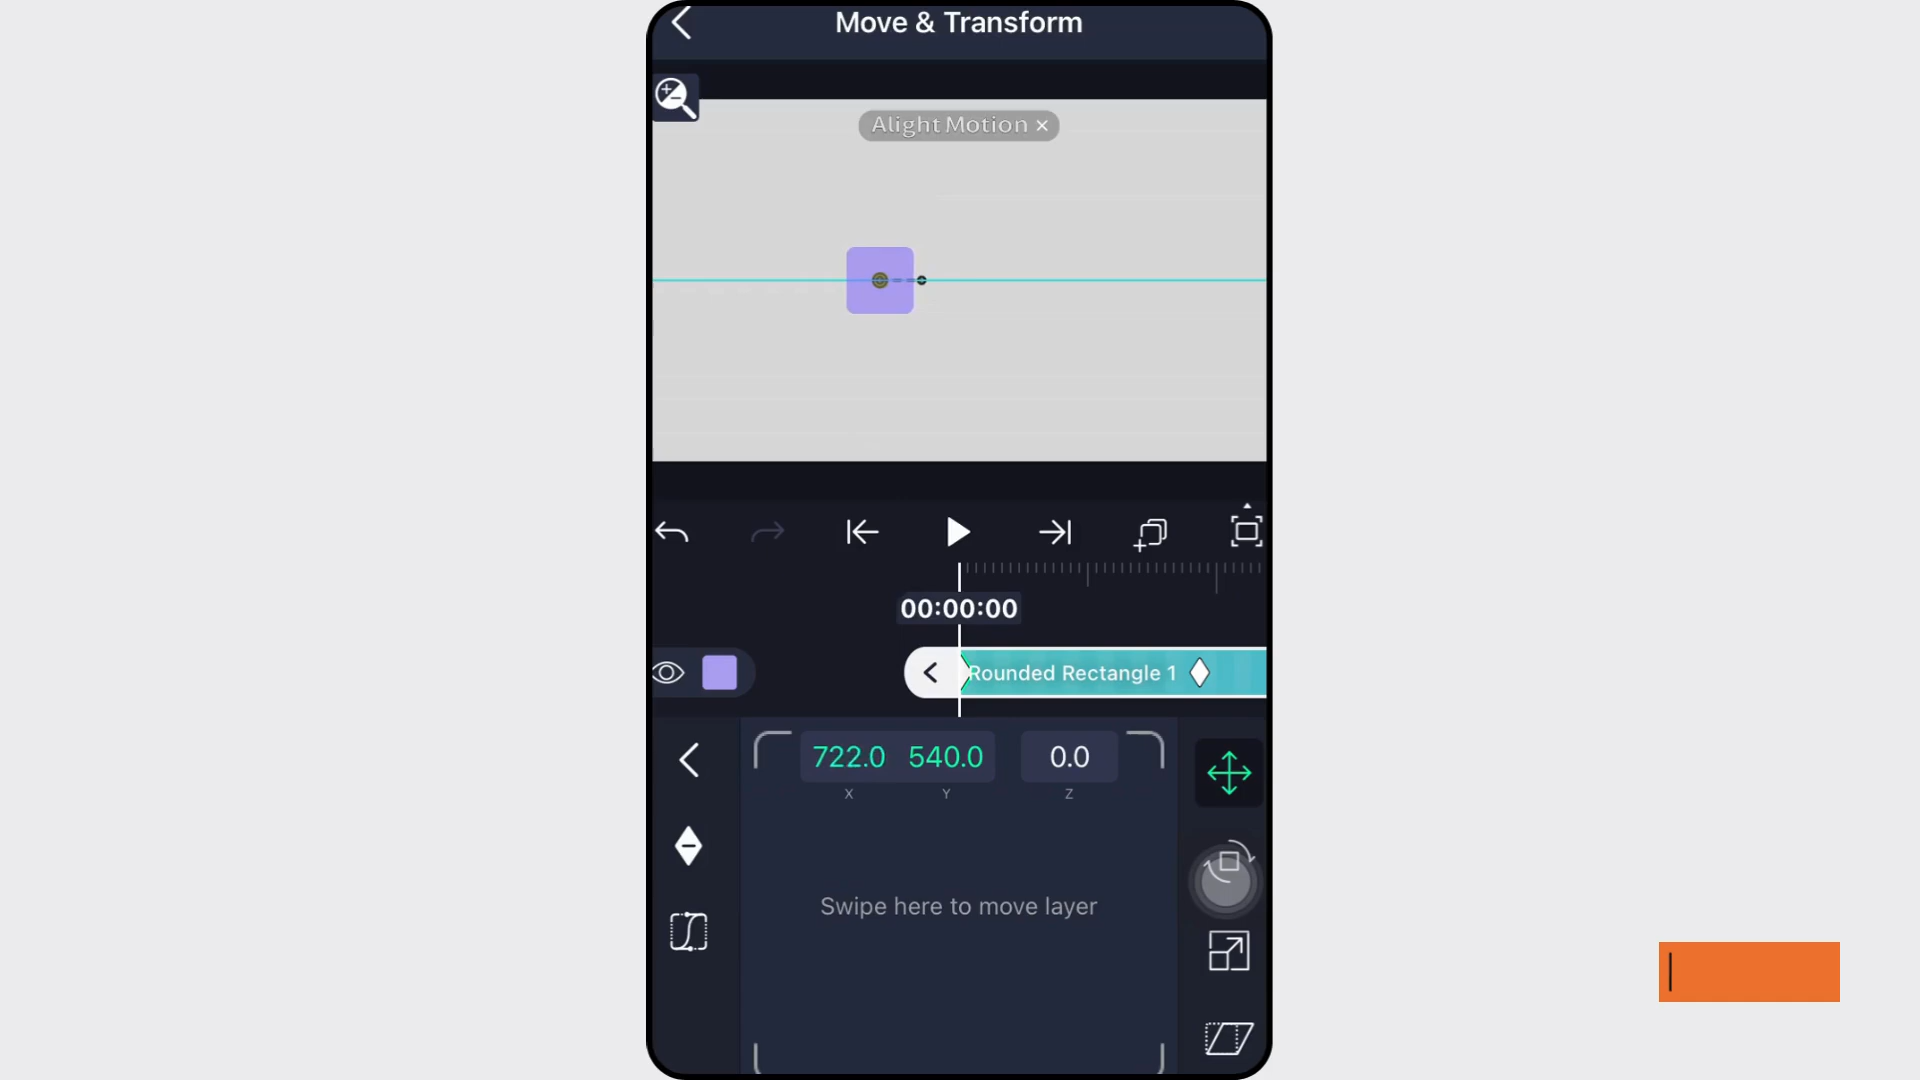 Move & Transform
Alight Motion ×
00:00:00
Rounded Rectangle 1
722.0 540.0 0.0
X Y Z
Swipe here to move layer